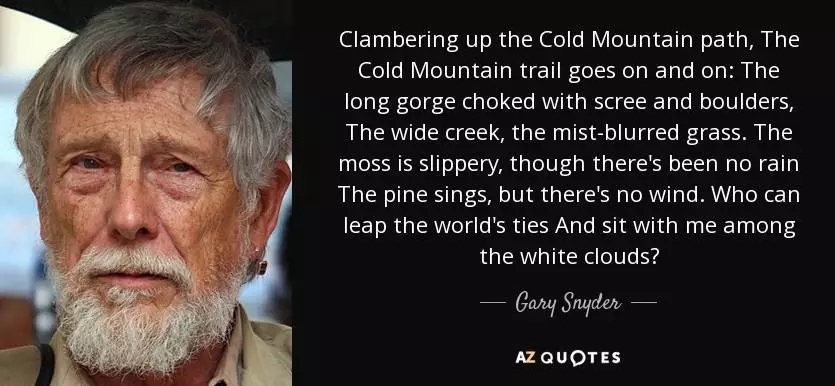 Clambering up the Cold Mountain path, The
Cold Mountain trail goes on and on: The
long gorge choked with scree and boulders,
The wide creek, the mist-blurred grass. The
moss is slippery, though there's been no rain
The pine sings, but there's no wind. Who can
leap the world's ties And sit with me among
the white clouds?
Gary Snyder
AZ QUOTES